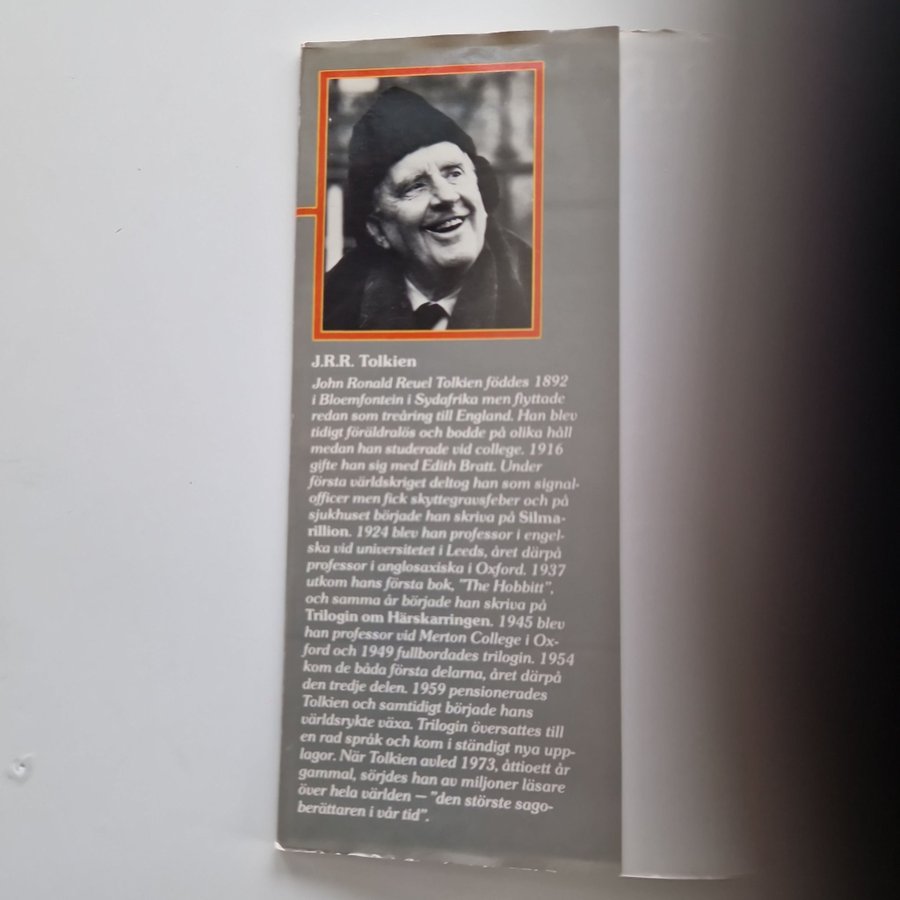 J.R.R. Tolkien
John Ronald Reuel Tolkien föddes 1892
i Bloemfontein i Sydafrika men flyttade
redan som treåring till England. Han blev
tidigt föräldralös och bodde på olika håll
medan han studerade vid college. 1916
gifte han sig med Edith Bratt. Under
första världskriget deltog han som signal-
officer men fick skyttegravsfeber och på
sjukhuset började han skriva på Silma-
rillion. 1924 blev han professor i engel-
ska vid universitetet i Leeds, året därpå
professor i anglosaxiska i Oxford. 1937
utkom hans första bok, "The Hobbitt",
och samma år började han skriva på
Trilogin om Härskarringen. 1945 blev
han professor vid Merton College i Ox-
ford och 1949 fullbordades trilogin. 1954
kom de båda första delarna, året därpå
den tredje delen. 1959 pensionerades
Tolkien och samtidigt började hans
världsrykte växa. Trilogin översattes till
en rad språk och kom i ständigt nya upp-
lagor. När Tolkien avled 1973, åttioett år
gammal, sörjdes han av miljoner läsare
över hela världen — "den störste sago-
berättaren i vår tid".